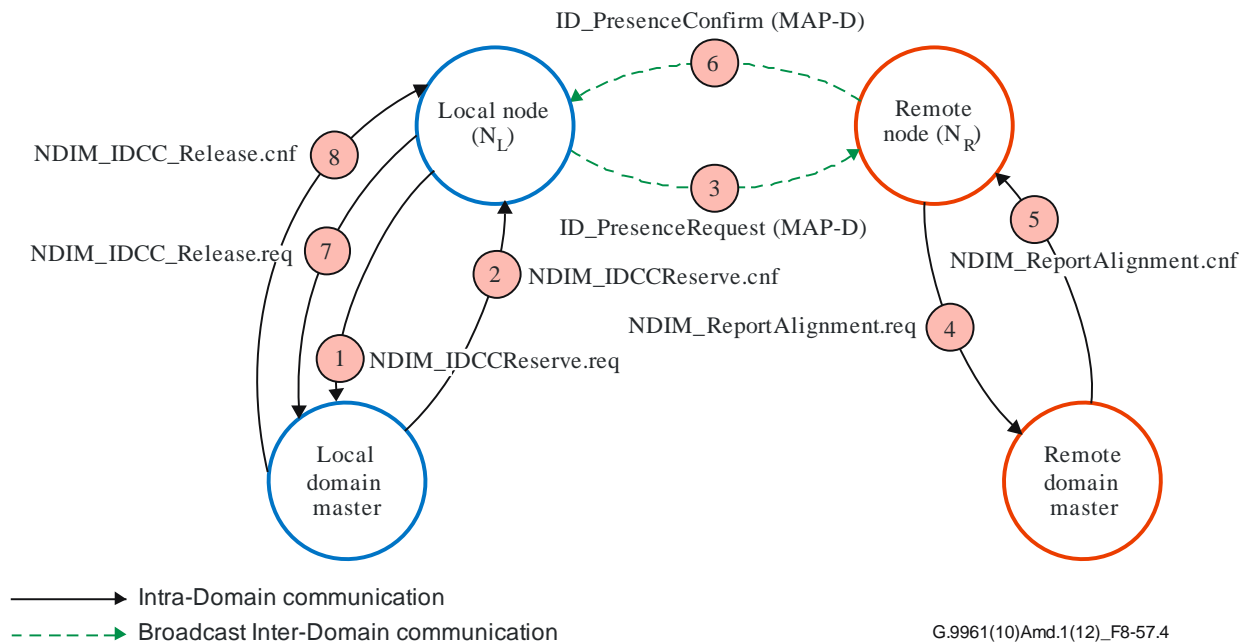 ID_PresenceConfirm (MAP-D)
6
Local node
(NL)
Remote
node (NR)
8
NDIM_IDCC_Release.cnf
3
ID_PresenceRequest (MAP-D)
5
7
NDIM_IDCC_Release.req
NDIM_ReportAlignment.cnf
2
NDIM_IDCCReserve.cnf
NDIM_ReportAlignment.req
4
1
NDIM_IDCCReserve.req
Local
domain
master
Remote
domain
master
Intra-Domain communication
Broadcast Inter-Domain communication
G.9961(10)Amd.1(12)_F8-57.4